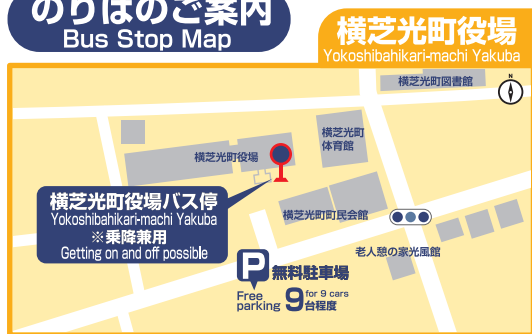 のりばのご案内
Bus Stop Map
横芝光町役場
Yokoshibahikari-machi Yakuba
横芝光町図書館
N
横芝光町
体育館
横芝光町役場
横芝光町役場バス停
Yokoshibahikari-machi Yakuba
※乗降兼用
Getting on and off possible
横芝光町町民会館
老人憩の家光風館
P 無料駐車場
Free parking 9 for 9 cars 台程度